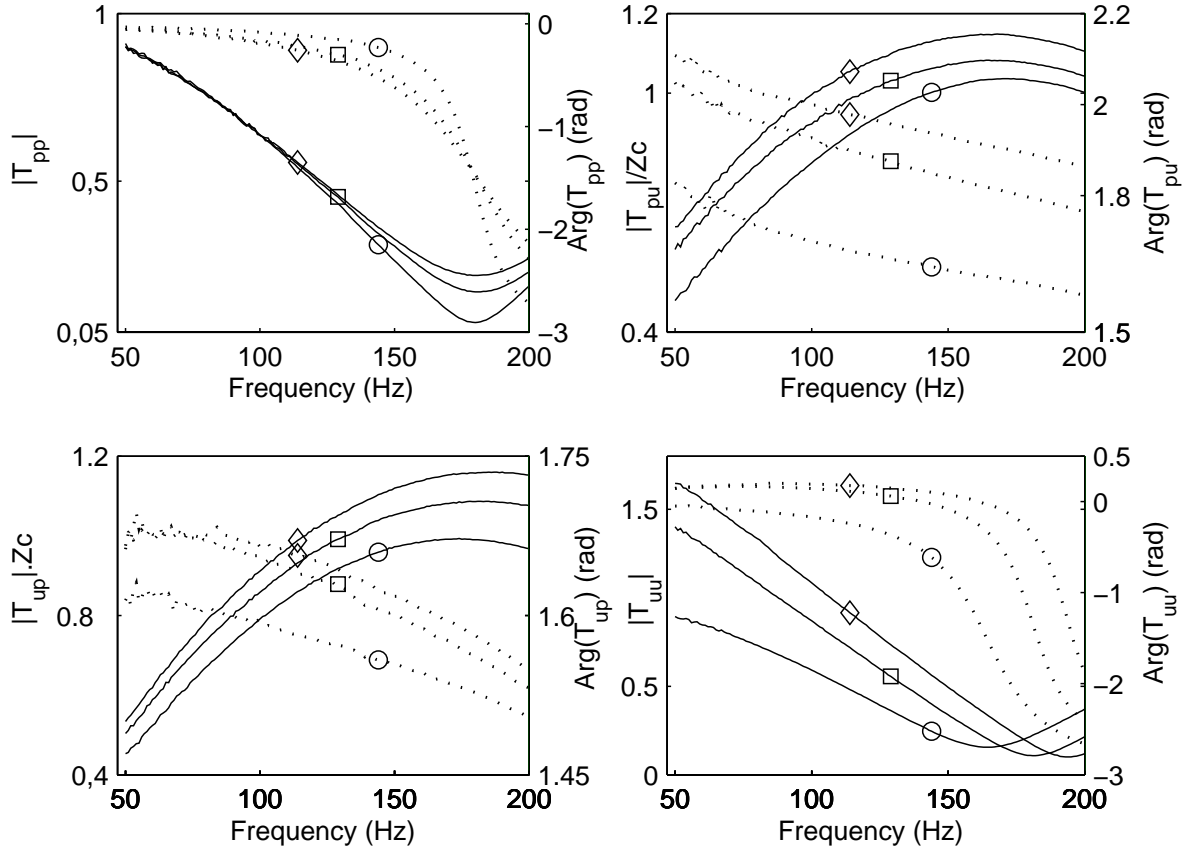 1
0,5
0,05
|T_pp|
0
−1
−2
−3
Arg(T_pp) (rad)
50 100 150 200
Frequency (Hz)
1.2
1
0.4
|T_pu|/Zc
2.2
2
1.8
1.5
Arg(T_pu) (rad)
50 100 150 200
Frequency (Hz)
1.2
0.8
0,4
|T_up|.Zc
1.75
1.6
1.45
Arg(T_up) (rad)
50 100 150 200
Frequency (Hz)
1.5
0.5
0
|T_uu|
0.5
0
−1
−2
−3
Arg(T_uu) (rad)
50 100 150 200
Frequency (Hz)